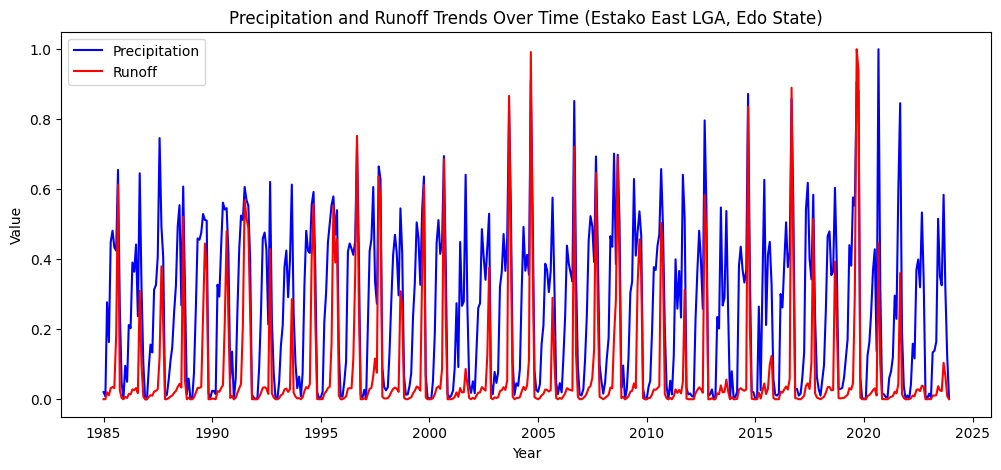 Precipitation and Runoff Trends Over Time (Estako East LGA, Edo State)
Precipitation
Runoff
Value
1.0
0.8
0.6
0.4
0.2
0.0
1985 1990 1995 2000 2005 2010 2015 2020 2025
Year